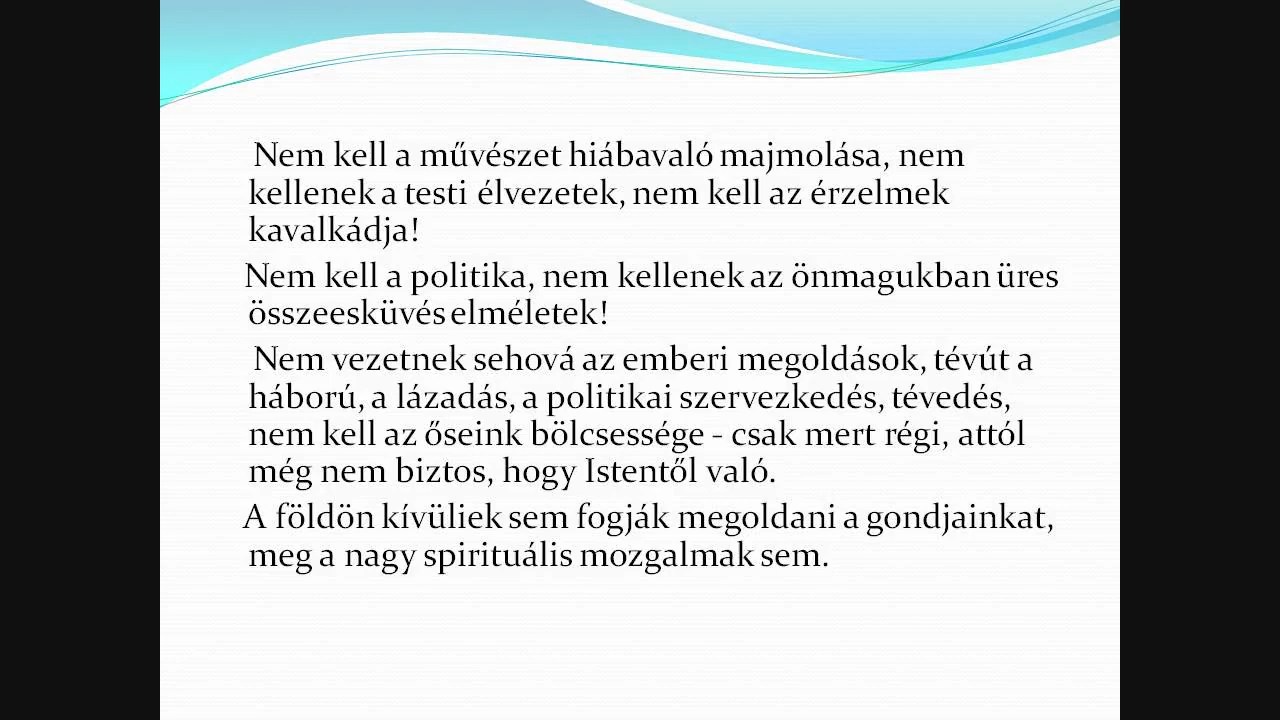 Nem kell a művészet hiábavaló majmolása, nem
kellenek a testi élvezetek, nem kell az érzelmek
kavalkádja!
Nem kell a politika, nem kellenek az önmagukban üres
összeesküvés elméletek!
Nem vezetnek sehová az emberi megoldások, tévút a
háború, a lázadás, a politikai szervezkedés, tévedés,
nem kell az őseink bölcsessége - csak mert régi, attól
még nem biztos, hogy Istentől való.
A földön kívüliek sem fogják megoldani a gondjainkat,
meg a nagy spirituális mozgalmak sem.